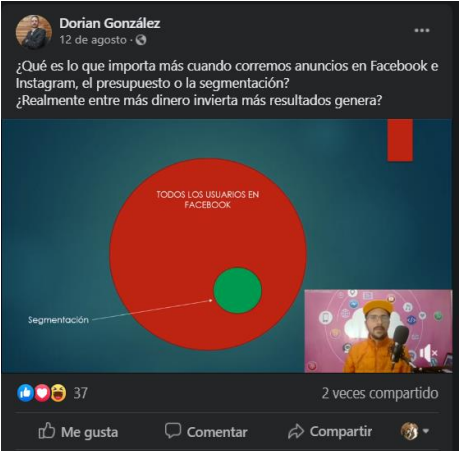 Dorian González
12 de agosto ·
¿Qué es lo que importa más cuando corremos anuncios en Facebook e
Instagram, el presupuesto o la segmentación?
¿Realmente entre más dinero invierta más resultados genera?
TODOS LOS USUARIOS EN
FACEBOOK
Segmentación
37
2 veces compartido
Me gusta
Comentar
Compartir